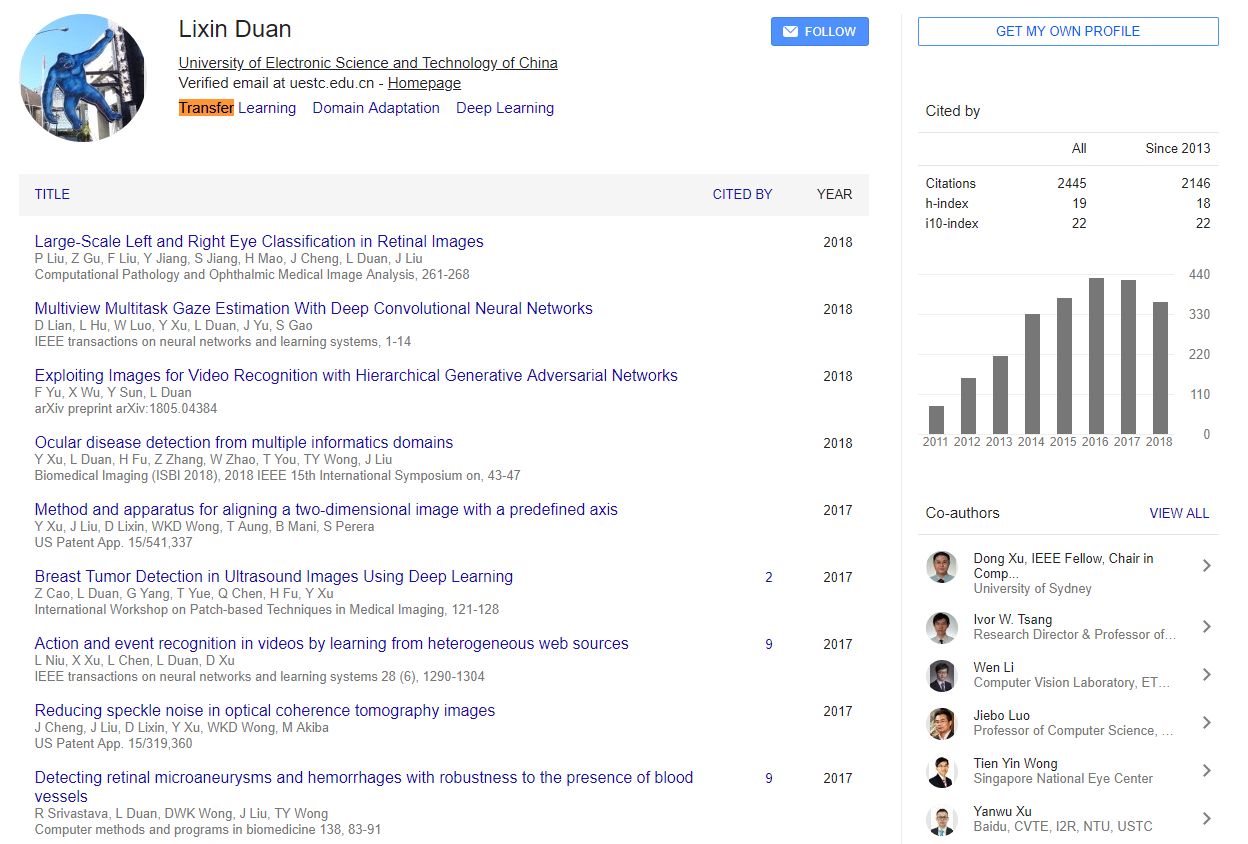 Lixin Duan
FOLLOW
University of Electronic Science and Technology of China
Verified email at uestc.edu.cn - Homepage
Transfer Learning Domain Adaptation Deep Learning
TITLE CITED BY YEAR
Large-Scale Left and Right Eye Classification in Retinal Images 2018
P Liu, Z Gu, F Liu, Y Jiang, S Jiang, H Mao, J Cheng, L Duan, J Liu
Computational Pathology and Ophthalmic Medical Image Analysis, 261-268
Multiview Multitask Gaze Estimation With Deep Convolutional Neural Networks 2018
D Lian, L Hu, W Luo, Y Xu, L Duan, J Yu, S Gao
IEEE transactions on neural networks and learning systems, 1-14
Exploiting Images for Video Recognition with Hierarchical Generative Adversarial Networks 2018
F Yu, X Wu, Y Sun, L Duan
arXiv preprint arXiv:1805.04384
Ocular disease detection from multiple informatics domains 2018
Y Xu, L Duan, H Fu, Z Zhang, W Zhao, T You, TY Wong, J Liu
Biomedical Imaging (ISBI 2018), 2018 IEEE 15th International Symposium on, 43-47
Method and apparatus for aligning a two-dimensional image with a predefined axis 2017
Y Xu, J Liu, D Lixin, WKD Wong, T Aung, B Mani, S Perera
US Patent App. 15/541,337
Breast Tumor Detection in Ultrasound Images Using Deep Learning 2 2017
Z Cao, L Duan, G Yang, T Yue, Q Chen, H Fu, Y Xu
International Workshop on Patch-based Techniques in Medical Imaging, 121-128
Action and event recognition in videos by learning from heterogeneous web sources 9 2017
L Niu, X Xu, L Chen, L Duan, D Xu
IEEE transactions on neural networks and learning systems 28 (6), 1290-1304
Reducing speckle noise in optical coherence tomography images 2017
J Cheng, J Liu, D Lixin, Y Xu, WKD Wong, M Akiba
US Patent App. 15/319,360
Detecting retinal microaneurysms and hemorrhages with robustness to the presence of blood 9 2017
vessels
R Srivastava, L Duan, DWK Wong, J Liu, TY Wong
Computer methods and programs in biomedicine 138, 83-91
GET MY OWN PROFILE
Cited by
All Since 2013
Citations 2445 2146
h-index 19 18
i10-index 22 22
440
330
220
110
0
2011 2012 2013 2014 2015 2016 2017 2018
Co-authors VIEW ALL
Dong Xu, IEEE Fellow, Chair in
Comp...
University of Sydney
Ivor W. Tsang
Research Director & Professor of...
Wen Li
Computer Vision Laboratory, ET...
Jiebo Luo
Professor of Computer Science, ...
Tien Yin Wong
Singapore National Eye Center
Yanwu Xu
Baidu, CVTE, I2R, NTU, USTC